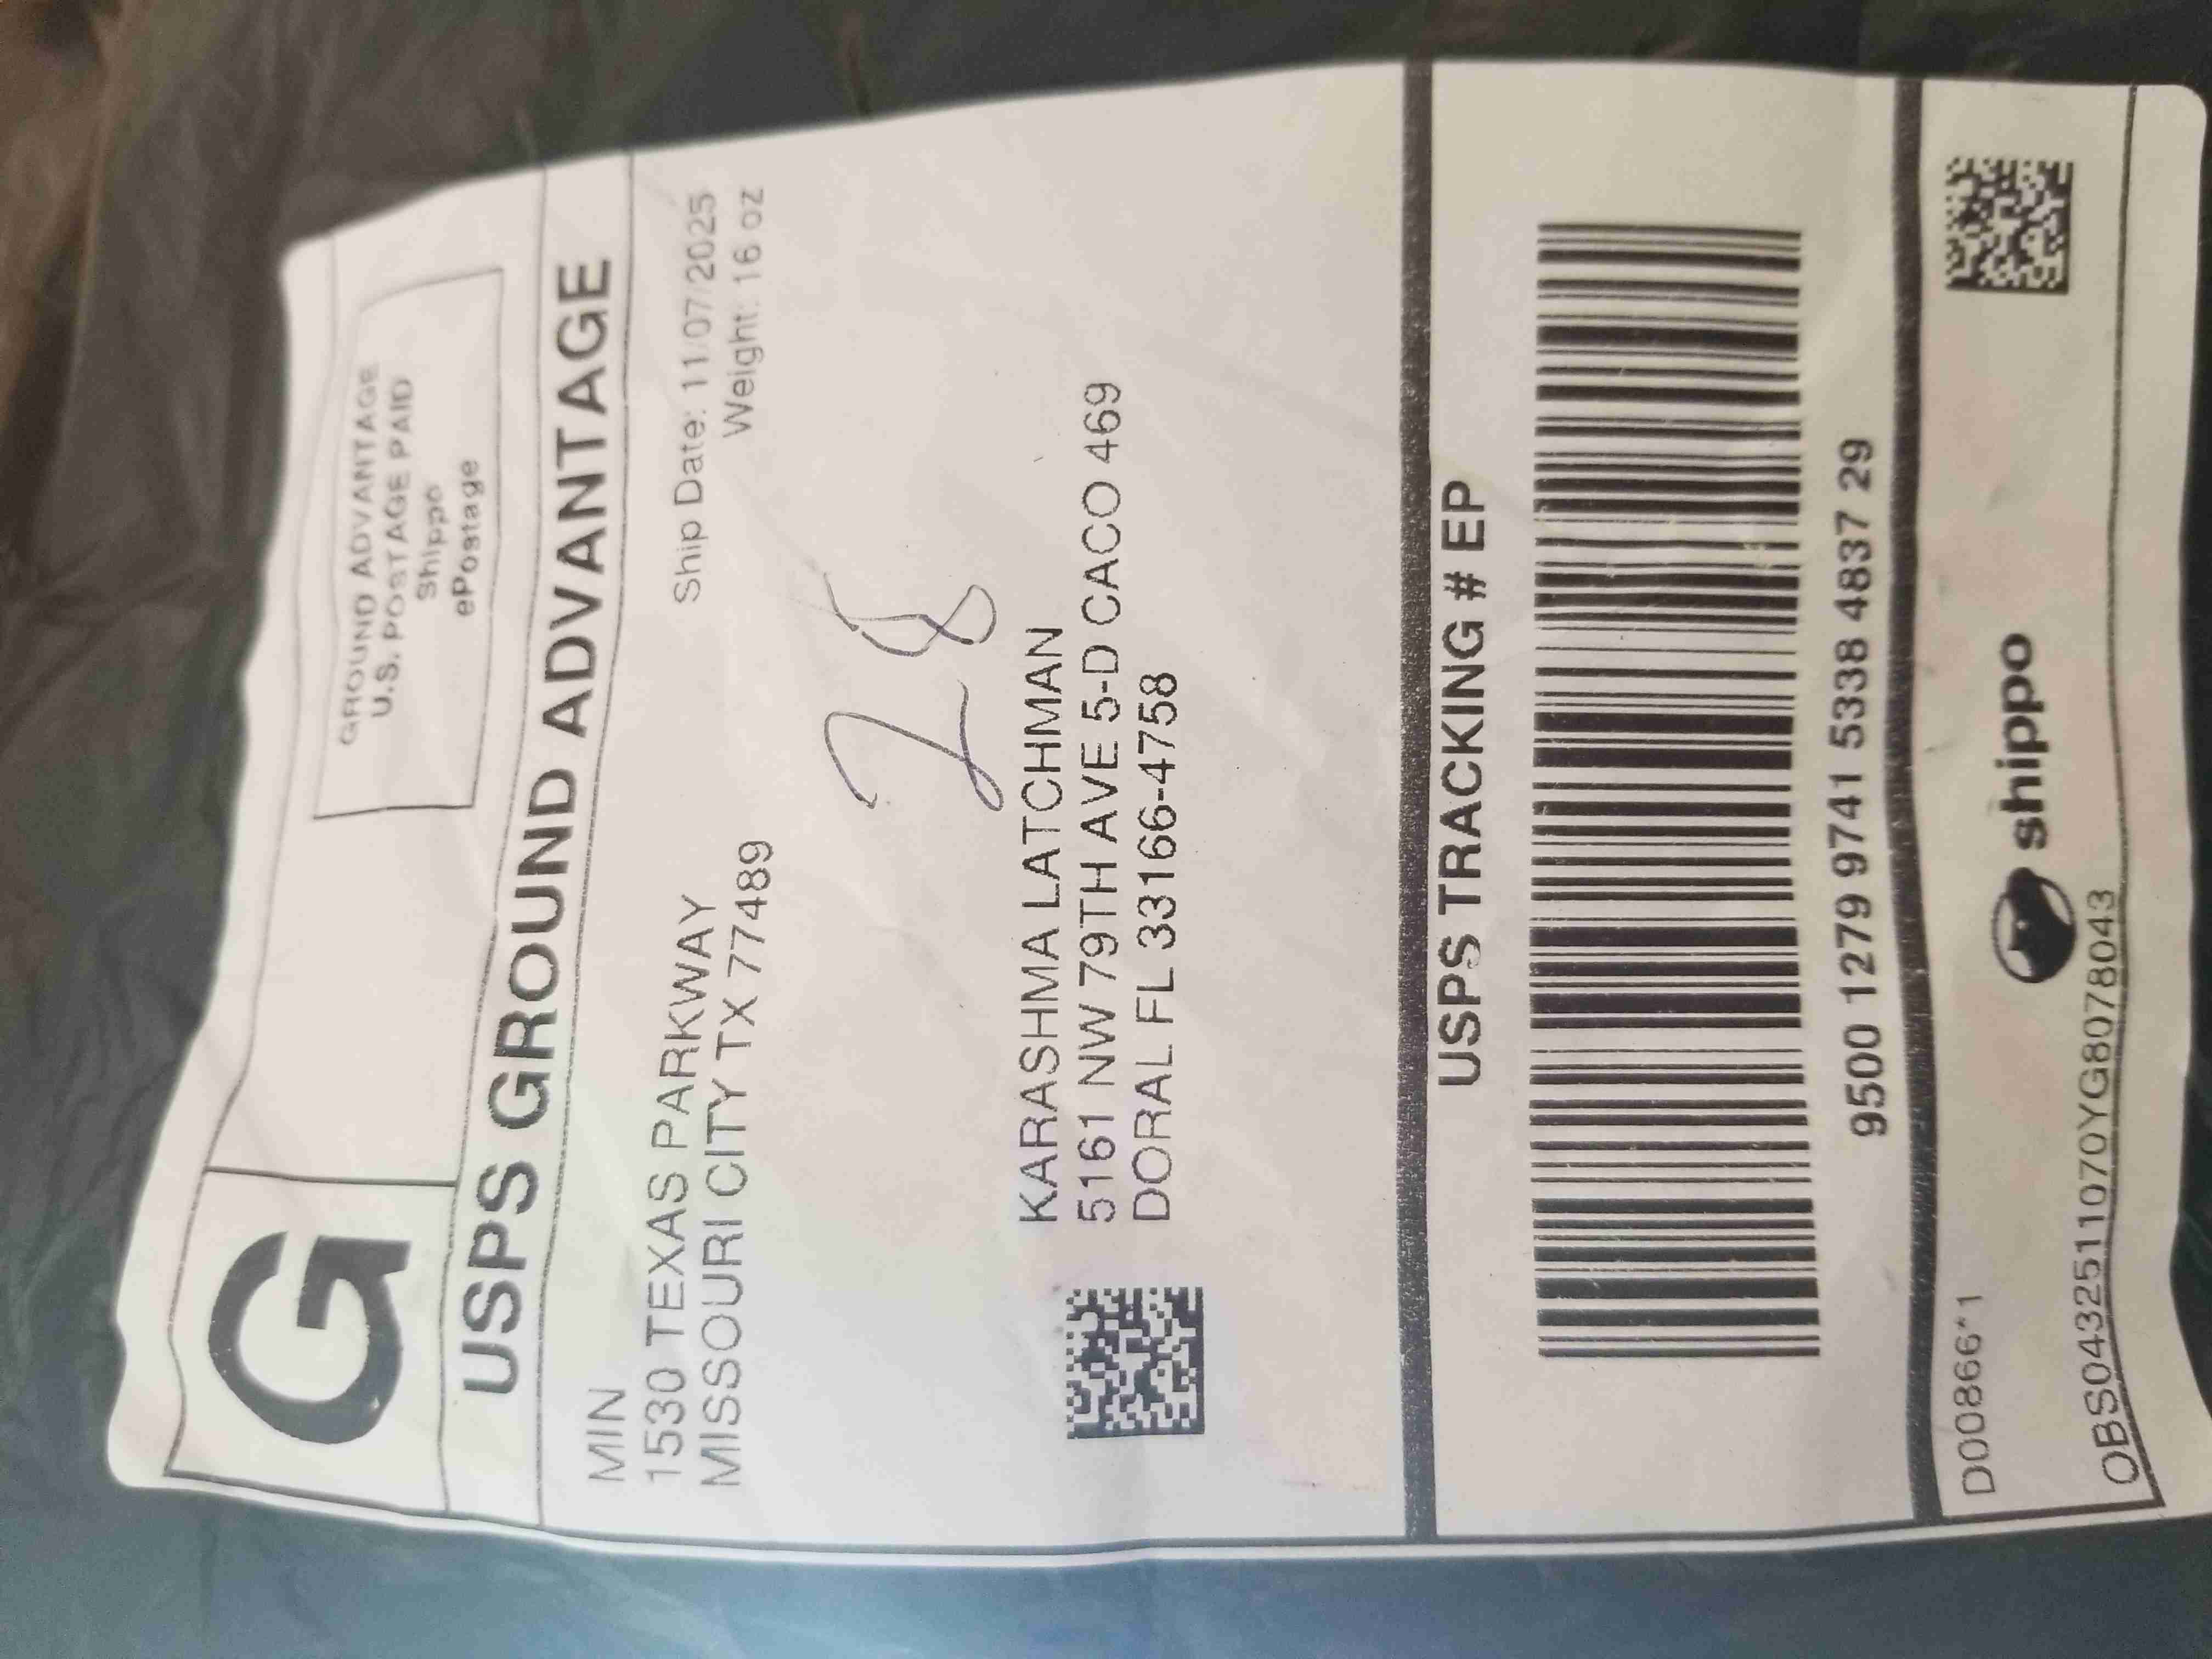 G
GROUND ADVANTAGE
U.S. POSTAGE PAID
Shippo
ePostage
USPS GROUND ADVANTAGE
MIN
1530 TEXAS PARKWAY
MISSOURI CITY TX 77489
Ship Date: 11/07/2025
Weight: 16 oz
28
KARASHMA LATCHMAN
5161 NW 79TH AVE 5-D CACO 469
DORAL FL 33166-4758
USPS TRACKING # EP
9500 1279 9741 5338 4837 29
D00866*1
shippo
OBS0432511070YG8078043